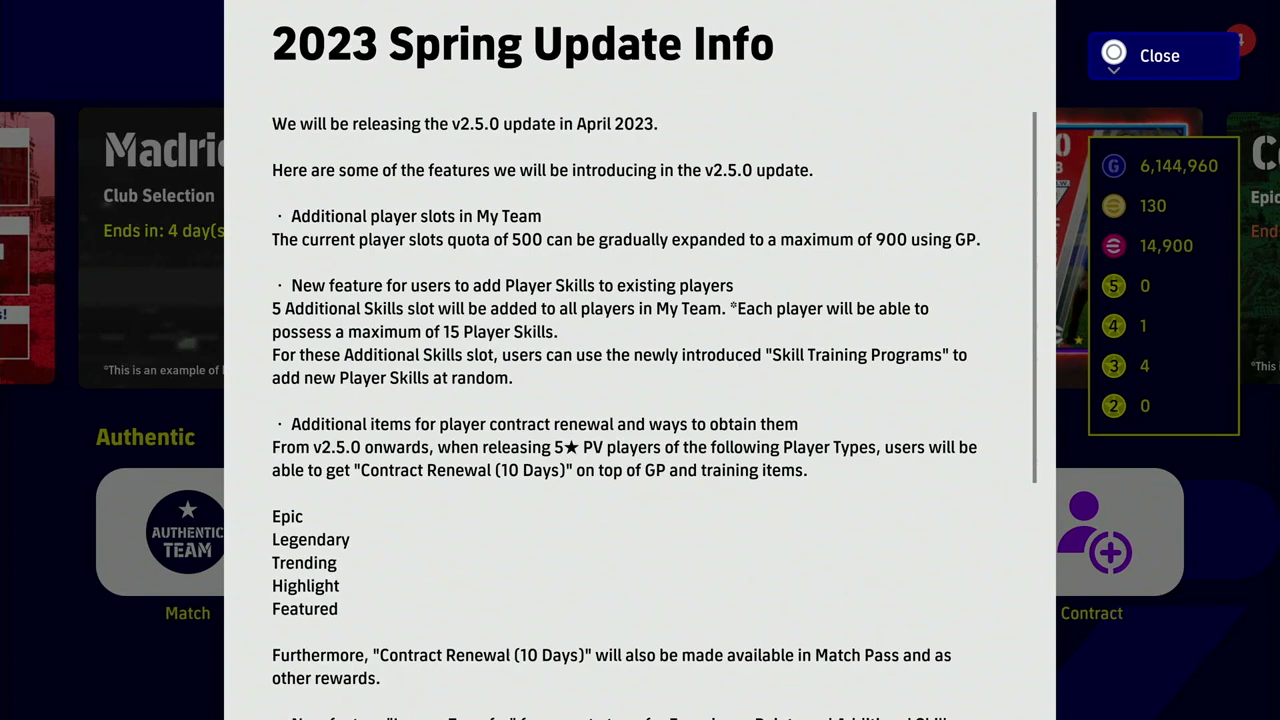 2023 Spring Update Info
We will be releasing the v2.5.0 update in April 2023.
Here are some of the features we will be introducing in the v2.5.0 update.
・ Additional player slots in My Team
The current player slots quota of 500 can be gradually expanded to a maximum of 900 using GP.
・ New feature for users to add Player Skills to existing players
5 Additional Skills slot will be added to all players in My Team. *Each player will be able to
possess a maximum of 15 Player Skills.
For these Additional Skills slot, users can use the newly introduced "Skill Training Programs" to
add new Player Skills at random.
・ Additional items for player contract renewal and ways to obtain them
From v2.5.0 onwards, when releasing 5★ PV players of the following Player Types, users will be
able to get "Contract Renewal (10 Days)" on top of GP and training items.
Epic
Legendary
Trending
Highlight
Featured
Furthermore, "Contract Renewal (10 Days)" will also be made available in Match Pass and as
other rewards.
Close
4
Madri
Club Selection
Ends in: 4 day(s
*This is an example of
Authentic
AUTHENTIC
TEAM
Match
G 6,144,960
130
14,900
5 0
4 1
3 4
2 0
Epic
End
*This
Contract